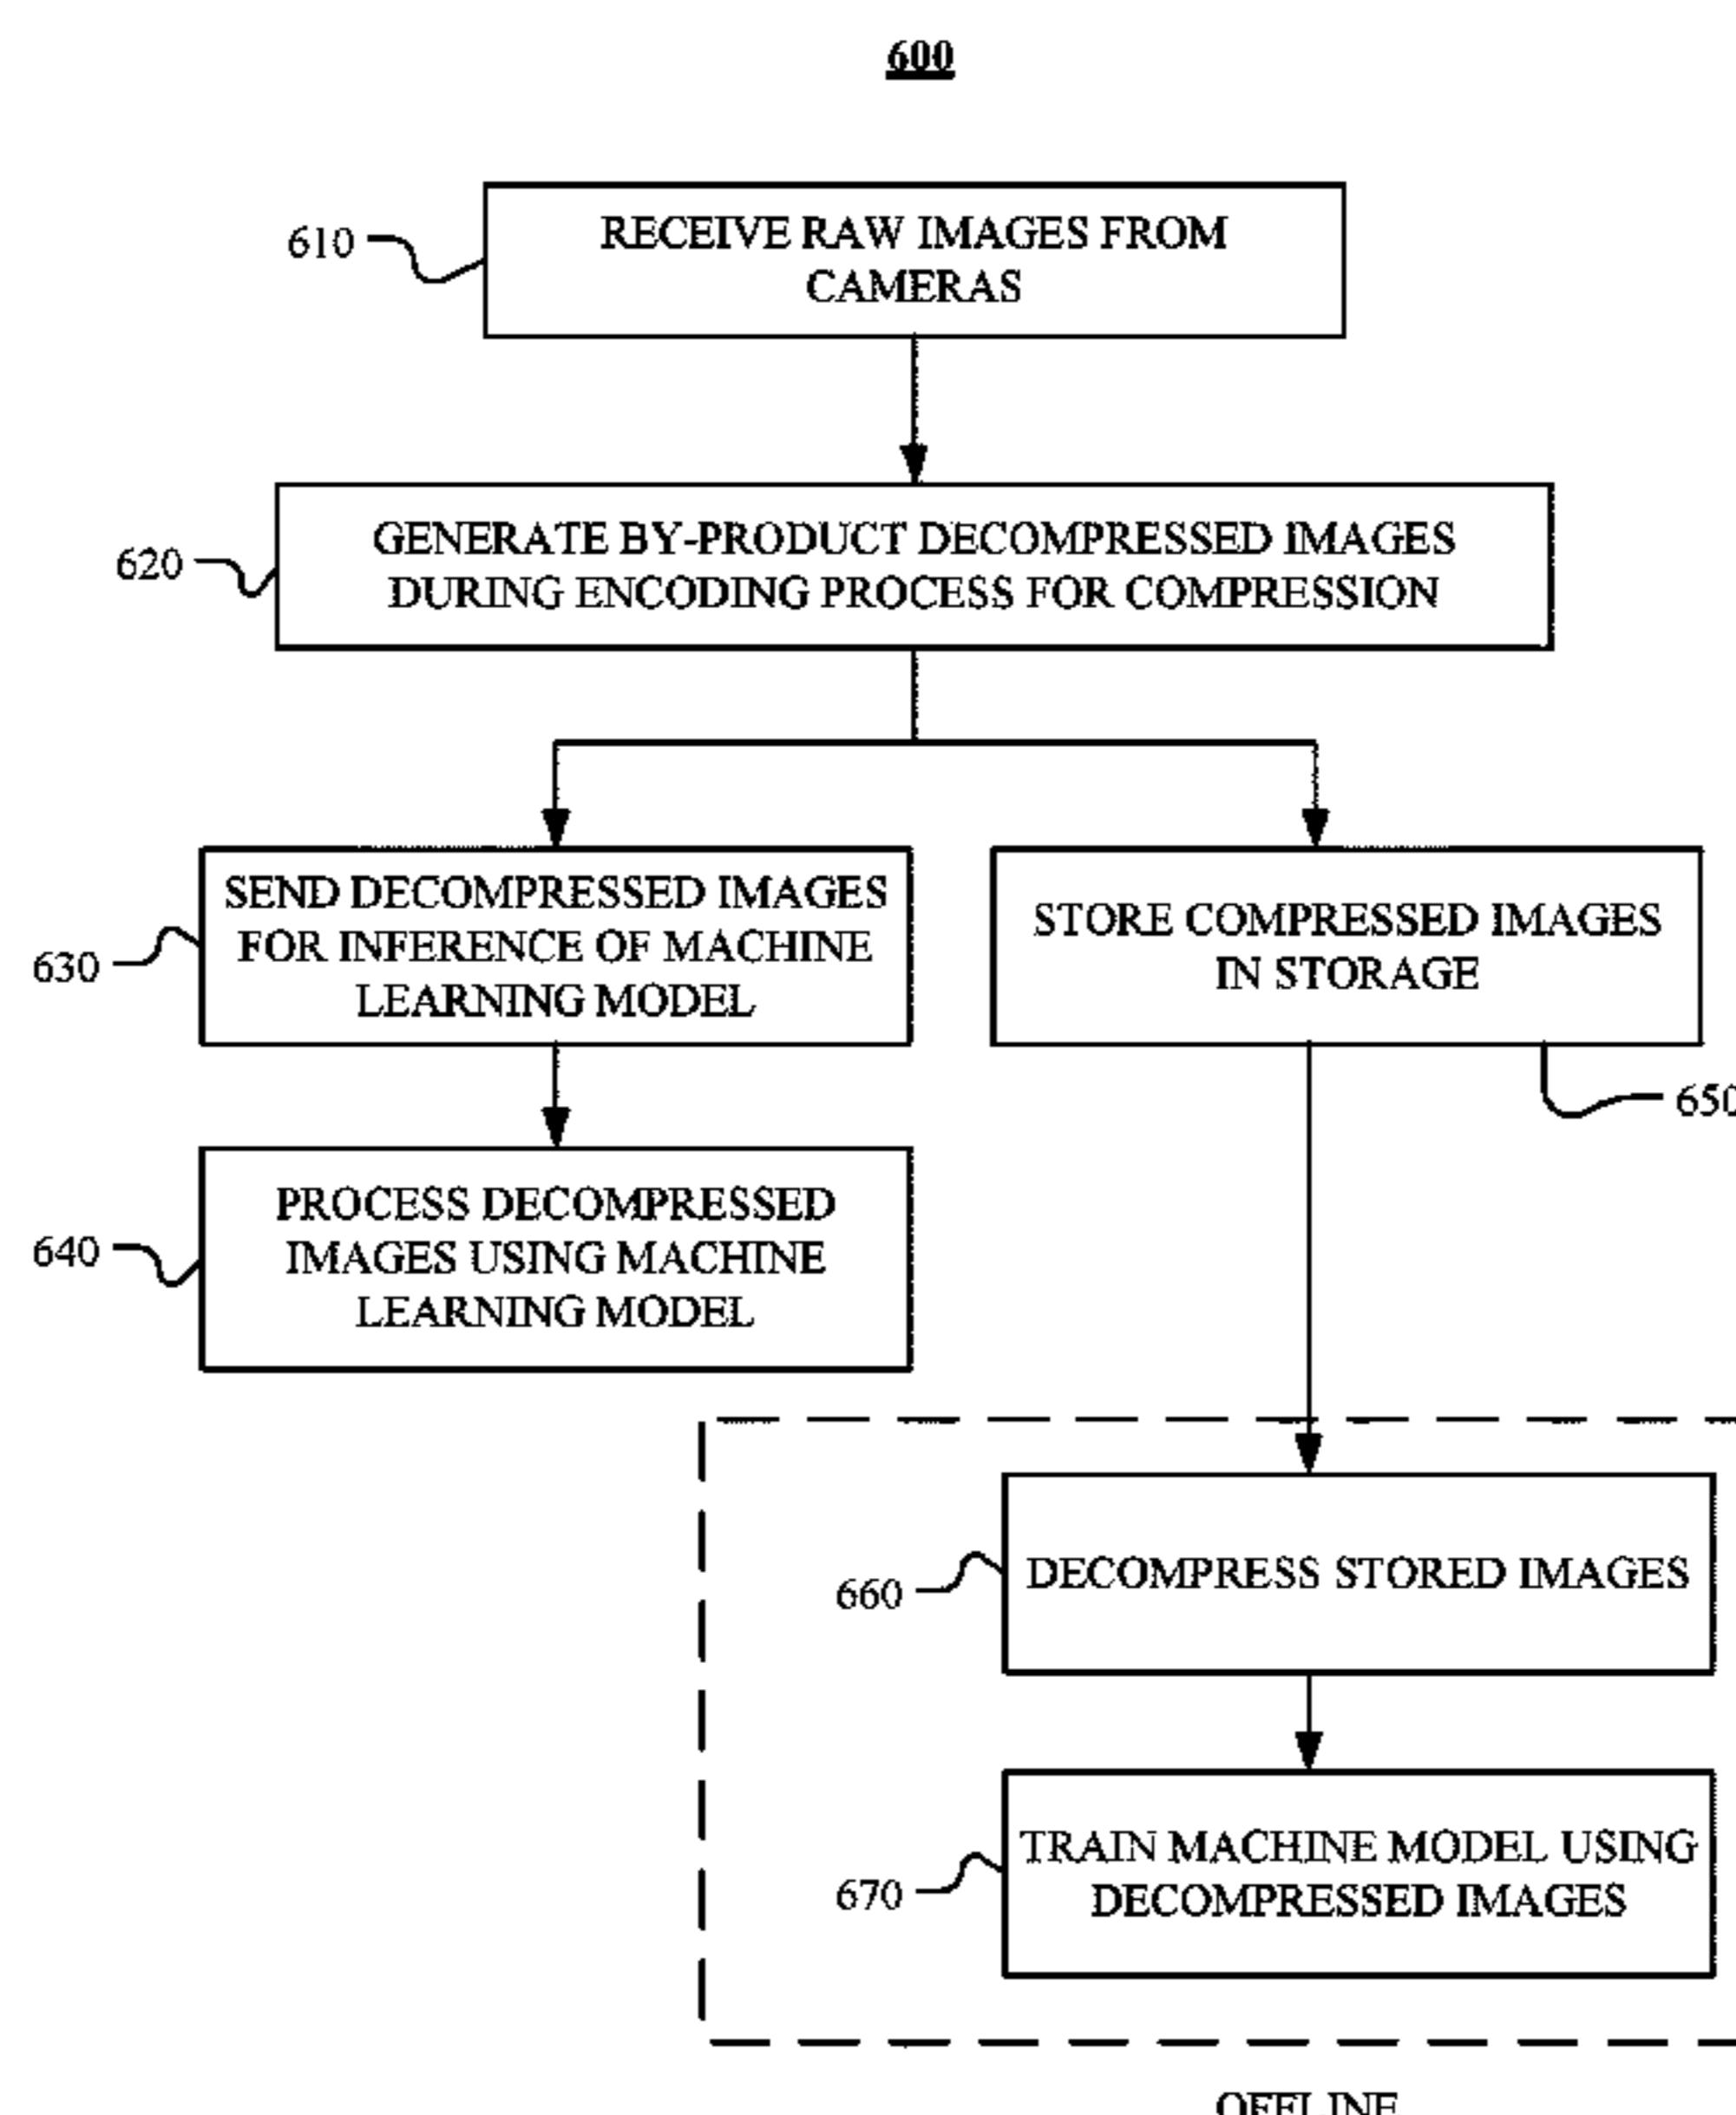 600
610
RECEIVE RAW IMAGES FROM
CAMERAS
620
GENERATE BY-PRODUCT DECOMPRESSED IMAGES
DURING ENCODING PROCESS FOR COMPRESSION
630
SEND DECOMPRESSED IMAGES
FOR INFERENCE OF MACHINE
LEARNING MODEL
STORE COMPRESSED IMAGES
IN STORAGE
650
640
PROCESS DECOMPRESSED
IMAGES USING MACHINE
LEARNING MODEL
660
DECOMPRESS STORED IMAGES
670
TRAIN MACHINE MODEL USING
DECOMPRESSED IMAGES
OFFLINE